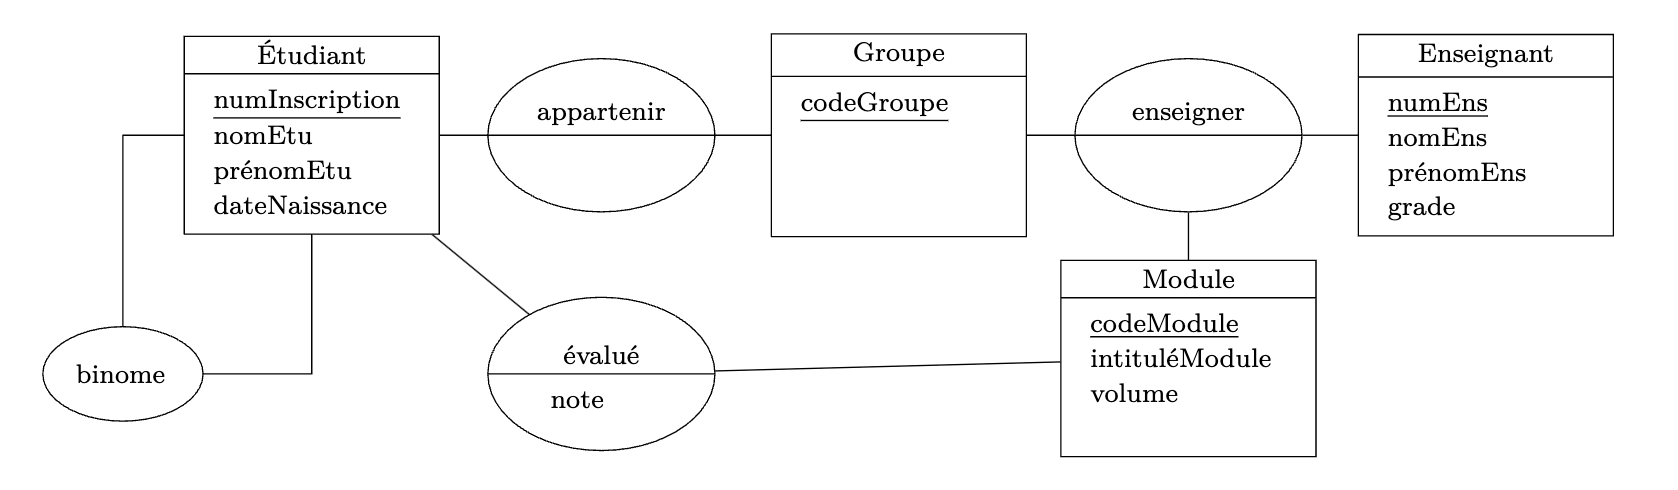 Étudiant
numInscription
nomEtu
prénomEtu
dateNaissance
appartenir
Groupe
codeGroupe
enseigner
Enseignant
numEns
nomEns
prénomEns
grade
binome
évalué
note
Module
codeModule
intituléModule
volume